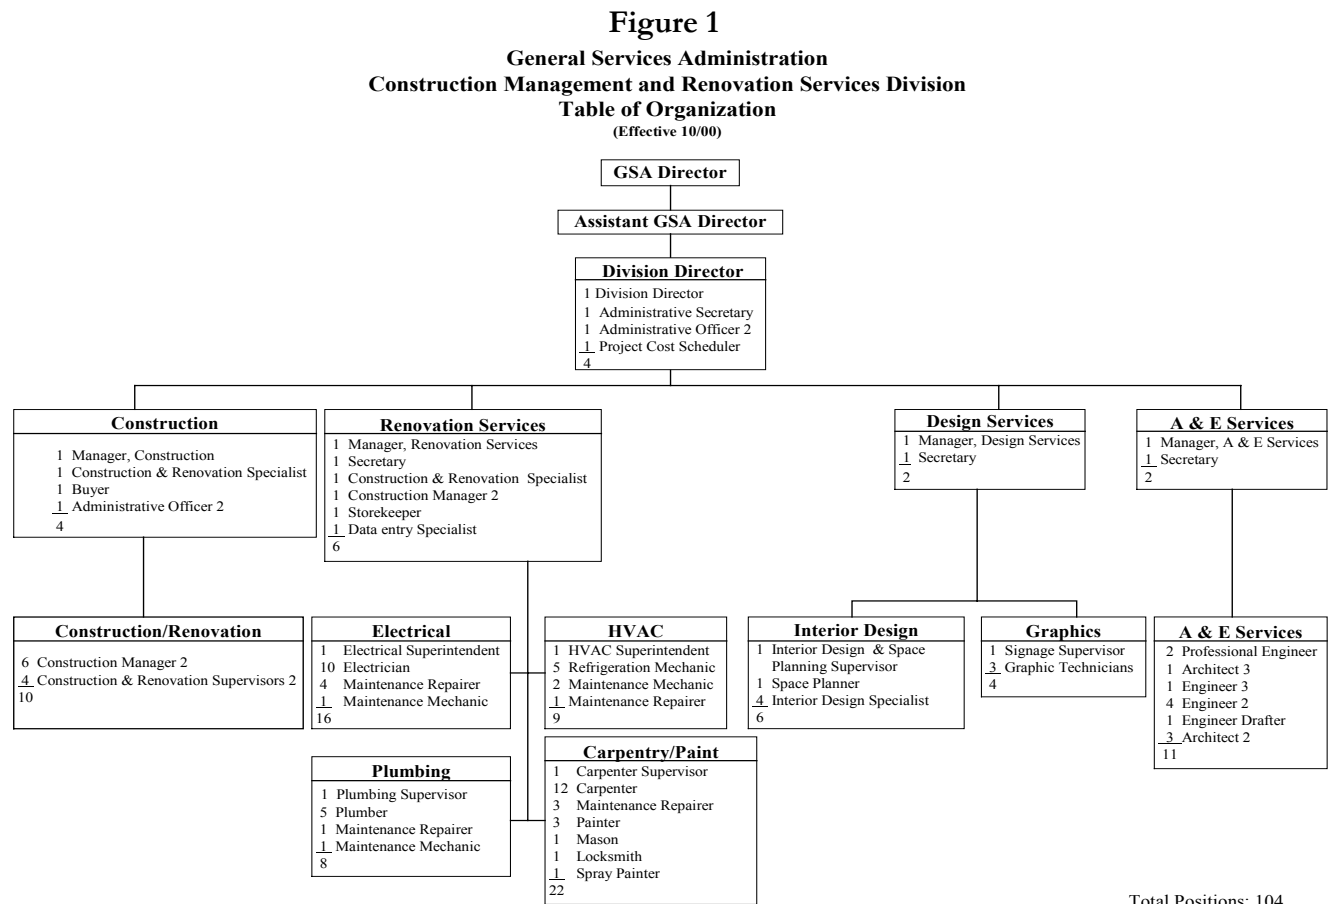 Figure 1
General Services Administration
Construction Management and Renovation Services Division
Table of Organization
(Effective 10/00)
GSA Director
Assistant GSA Director
Division Director
1 Division Director
1 Administrative Secretary
1 Administrative Officer 2
1 Project Cost Scheduler
4
Construction
1 Manager, Construction
1 Construction & Renovation Specialist
1 Buyer
1 Administrative Officer 2
4
Renovation Services
1 Manager, Renovation Services
1 Secretary
1 Construction & Renovation Specialist
1 Construction Manager 2
1 Storekeeper
1 Data entry Specialist
6
Design Services
1 Manager, Design Services
1 Secretary
2
A & E Services
1 Manager, A & E Services
1 Secretary
2
Construction/Renovation
6 Construction Manager 2
4 Construction & Renovation Supervisors 2
10
Electrical
1 Electrical Superintendent
10 Electrician
4 Maintenance Repairer
1 Maintenance Mechanic
16
HVAC
1 HVAC Superintendent
5 Refrigeration Mechanic
2 Maintenance Mechanic
1 Maintenance Repairer
9
Interior Design
1 Interior Design & Space
Planning Supervisor
1 Space Planner
4 Interior Design Specialist
6
Graphics
1 Signage Supervisor
3 Graphic Technicians
4
A & E Services
2 Professional Engineer
1 Architect 3
1 Engineer 3
4 Engineer 2
1 Engineer Drafter
3 Architect 2
11
Plumbing
1 Plumbing Supervisor
5 Plumber
1 Maintenance Repairer
1 Maintenance Mechanic
8
Carpentry/Paint
1 Carpenter Supervisor
12 Carpenter
3 Maintenance Repairer
3 Painter
1 Mason
1 Locksmith
1 Spray Painter
22
Total Positions: 104